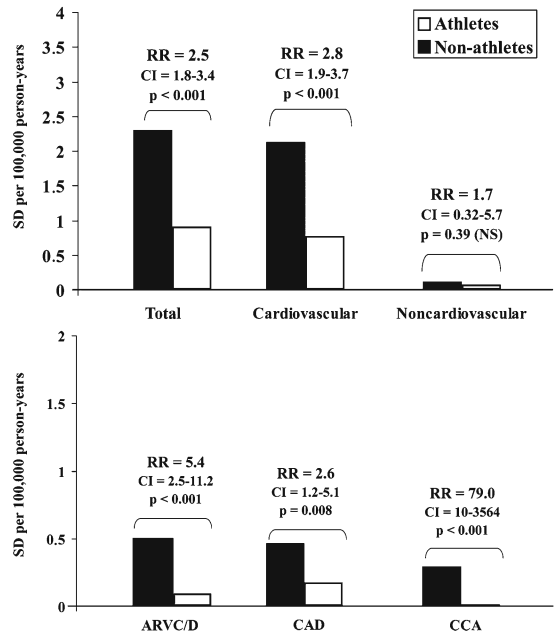 4
3.5
3
2.5
2
1.5
1
0.5
0
SD per 100,000 person-years
Athletes
Non-athletes
RR = 2.5
CI = 1.8-3.4
p < 0.001
RR = 2.8
CI = 1.9-3.7
p < 0.001
RR = 1.7
CI = 0.32-5.7
p = 0.39 (NS)
Total
Cardiovascular
Noncardiovascular
2
1.5
1
0.5
0
SD per 100,000 person-years
RR = 5.4
CI = 2.5-11.2
p < 0.001
RR = 2.6
CI = 1.2-5.1
p = 0.008
RR = 79.0
CI = 10-3564
p < 0.001
ARVC/D
CAD
CCA